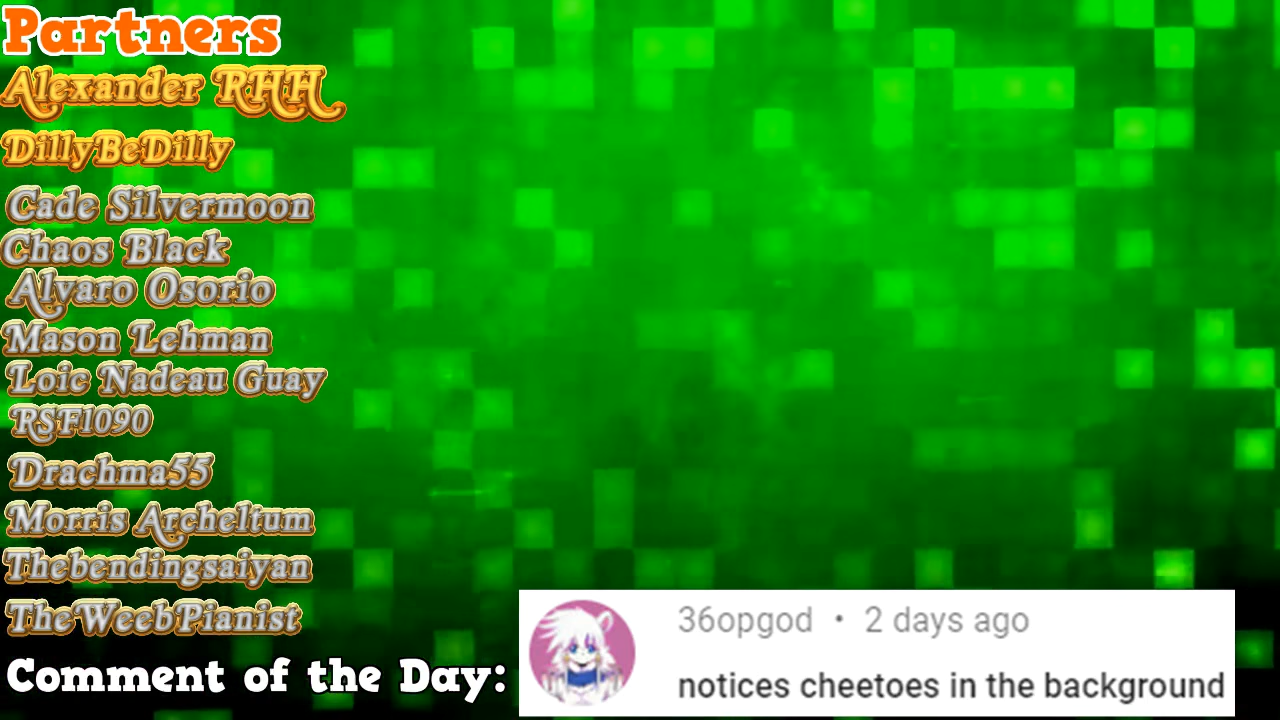 Partners
Alexander RHH
DillyBeDilly
Cade Silvermoon
Chaos Black
Alvaro Osorio
Mason Lehman
Loic Nadeau Guay
RSF1090
Drachma55
Morris Archeltum
Thebendingsaiyan
TheWeebPianist
Comment of the Day:
36opgod • 2 days ago
notices cheetoes in the background